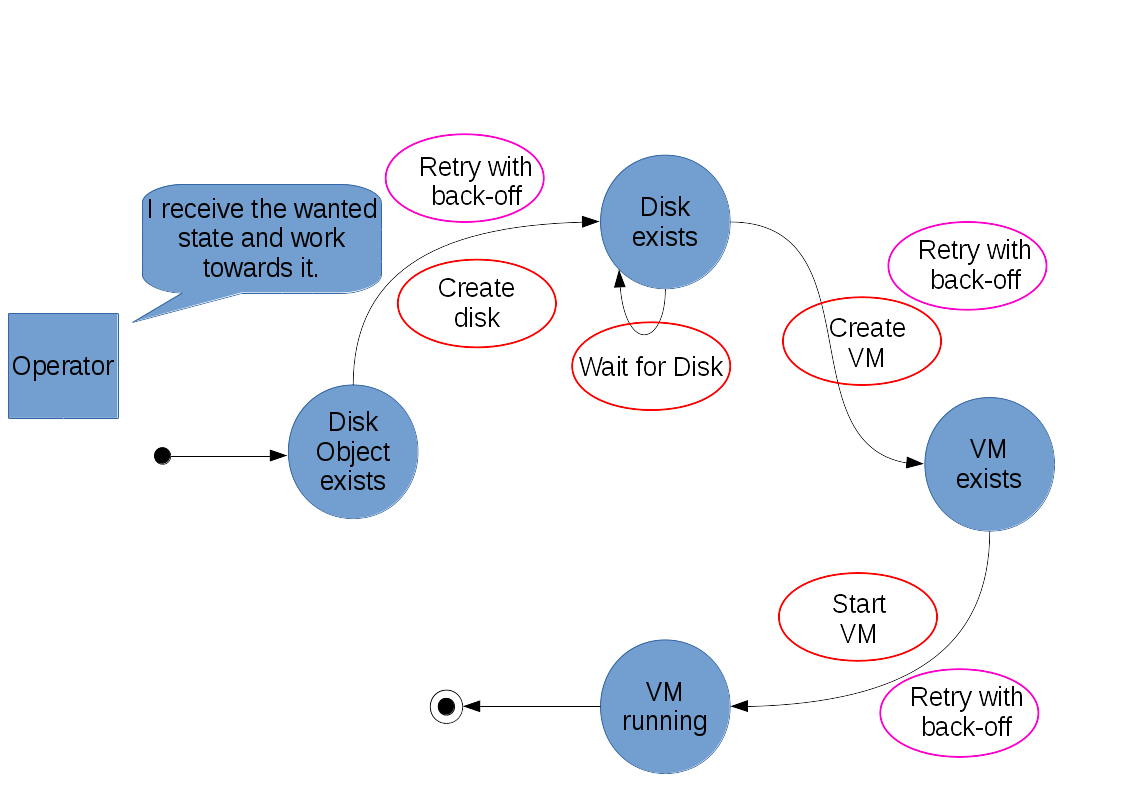 I receive the wanted
state and work
towards it.
Operator
Disk
Object
exists
Retry with
back-off
Create
disk
Disk
exists
Wait for Disk
Retry with
back-off
Create
VM
VM
exists
Start
VM
Retry with
back-off
VM
running